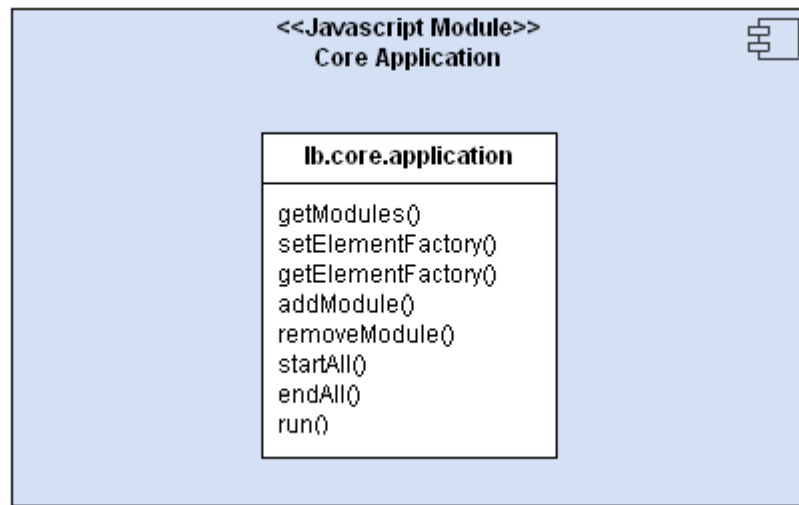 <<Javascript Module>>
Core Application
lb.core.application
getModules()
setElementFactory()
getElementFactory()
addModule()
removeModule()
startAll()
endAll()
run()